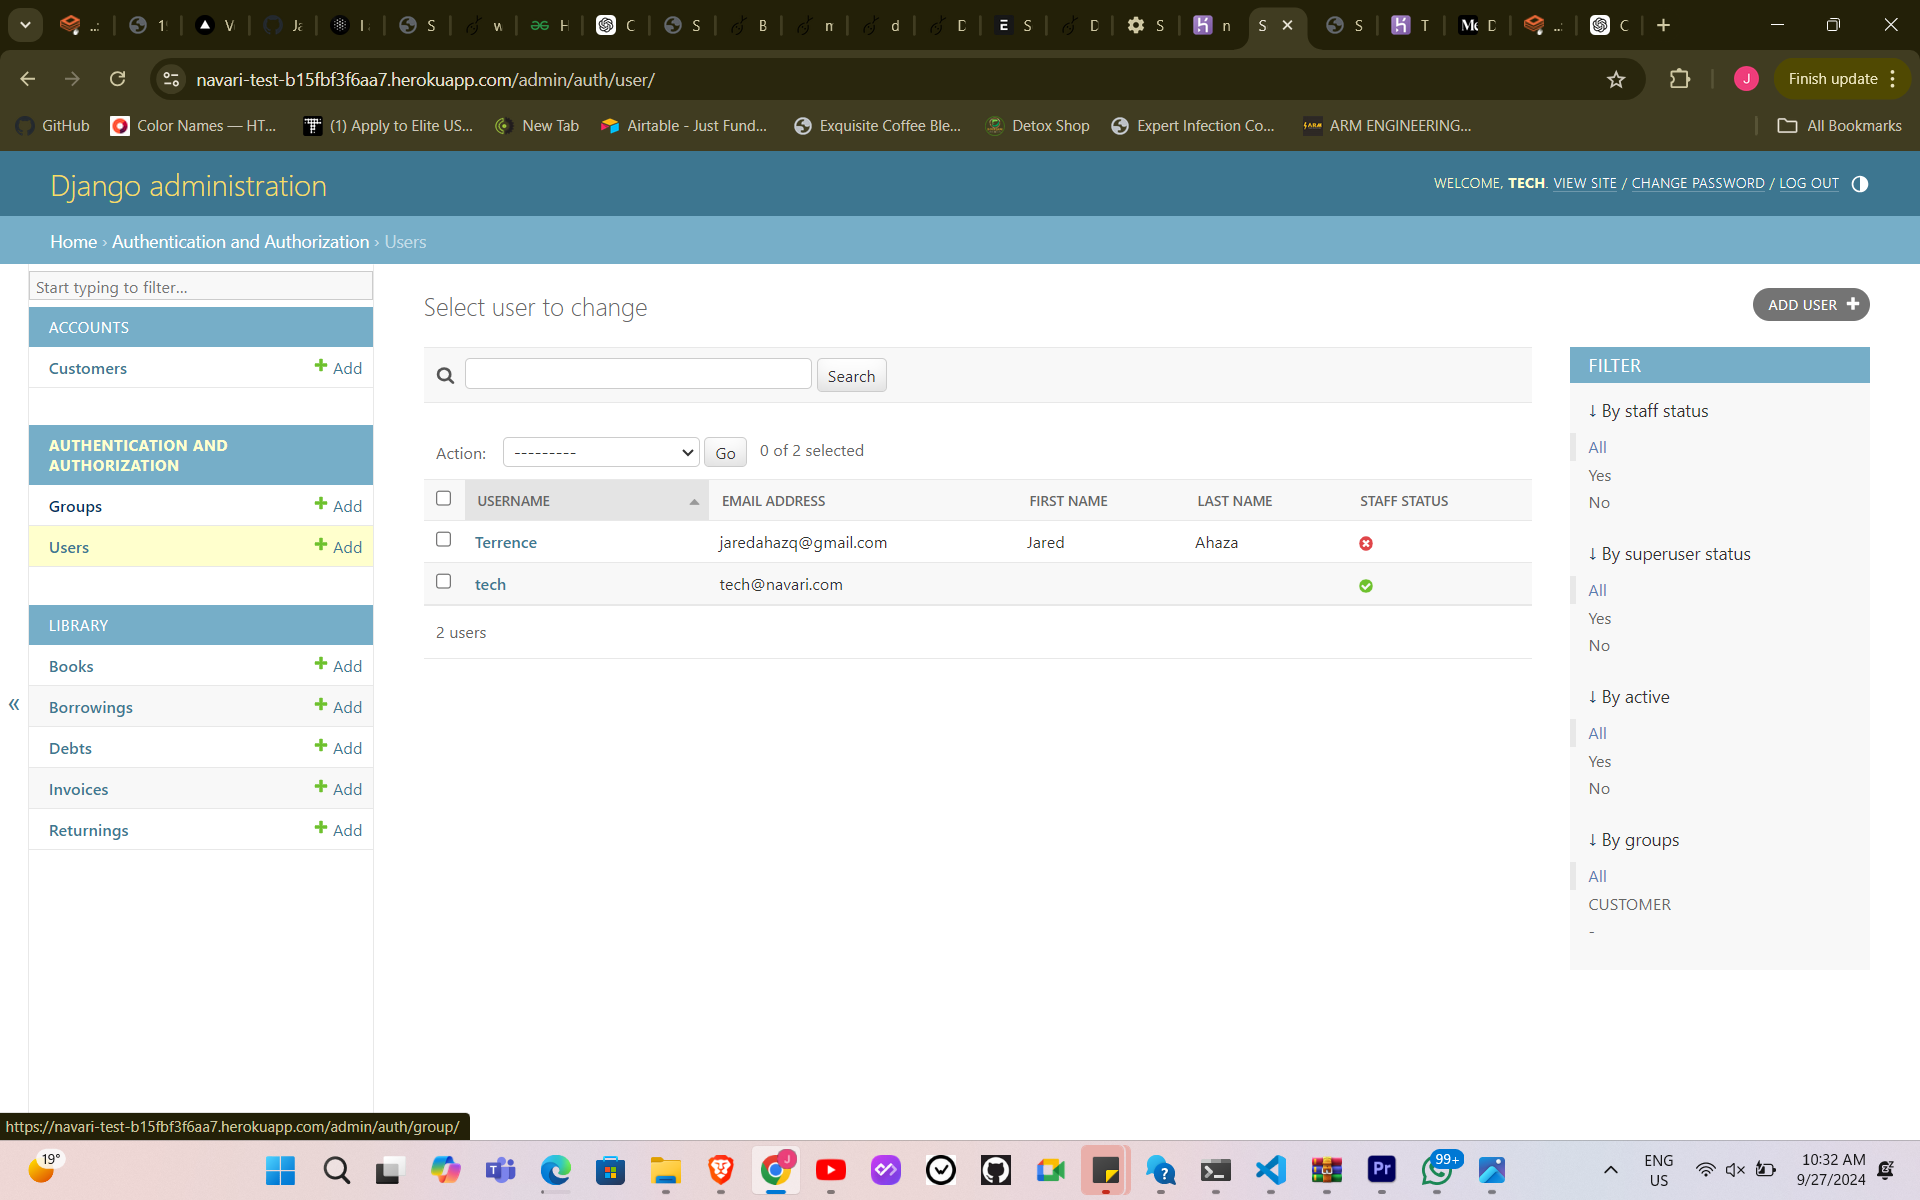 navari-test-b15fbf3f6aa7.herokuapp.com/admin/auth/user/
Finish update
GitHub
Color Names — HT...
(1) Apply to Elite US...
New Tab
Airtable - Just Fund...
Exquisite Coffee Ble...
Detox Shop
Expert Infection Co...
ARM ENGINEERING...
All Bookmarks
Django administration
WELCOME, TECH. VIEW SITE / CHANGE PASSWORD / LOG OUT
Home › Authentication and Authorization › Users
Start typing to filter...
ACCOUNTS
Customers
Add
AUTHENTICATION AND
AUTHORIZATION
Groups
Add
Users
Add
LIBRARY
Books
Add
Borrowings
Add
Debts
Add
Invoices
Add
Returnings
Add
«
Select user to change
ADD USER
Search
Action:
---------
Go
0 of 2 selected
USERNAME
EMAIL ADDRESS
FIRST NAME
LAST NAME
STAFF STATUS
Terrence
jaredahazq@gmail.com
Jared
Ahaza
tech
tech@navari.com
2 users
FILTER
↓ By staff status
All
Yes
No
↓ By superuser status
All
Yes
No
↓ By active
All
Yes
No
↓ By groups
All
CUSTOMER
-
https://navari-test-b15fbf3f6aa7.herokuapp.com/admin/auth/group/
19°
99+
ENG
US
10:32 AM
9/27/2024